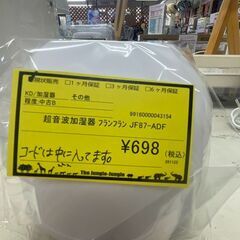 □現状販売 □1ヶ月保証 □3ヶ月保証 □6ヶ月保証
KD/加湿器 その他
程度:中古B
99160000043154
超音波加湿器 フランフラン JF87-ADF
¥698(税込)
コードは中に入ってます。
The Jungle-Jungle